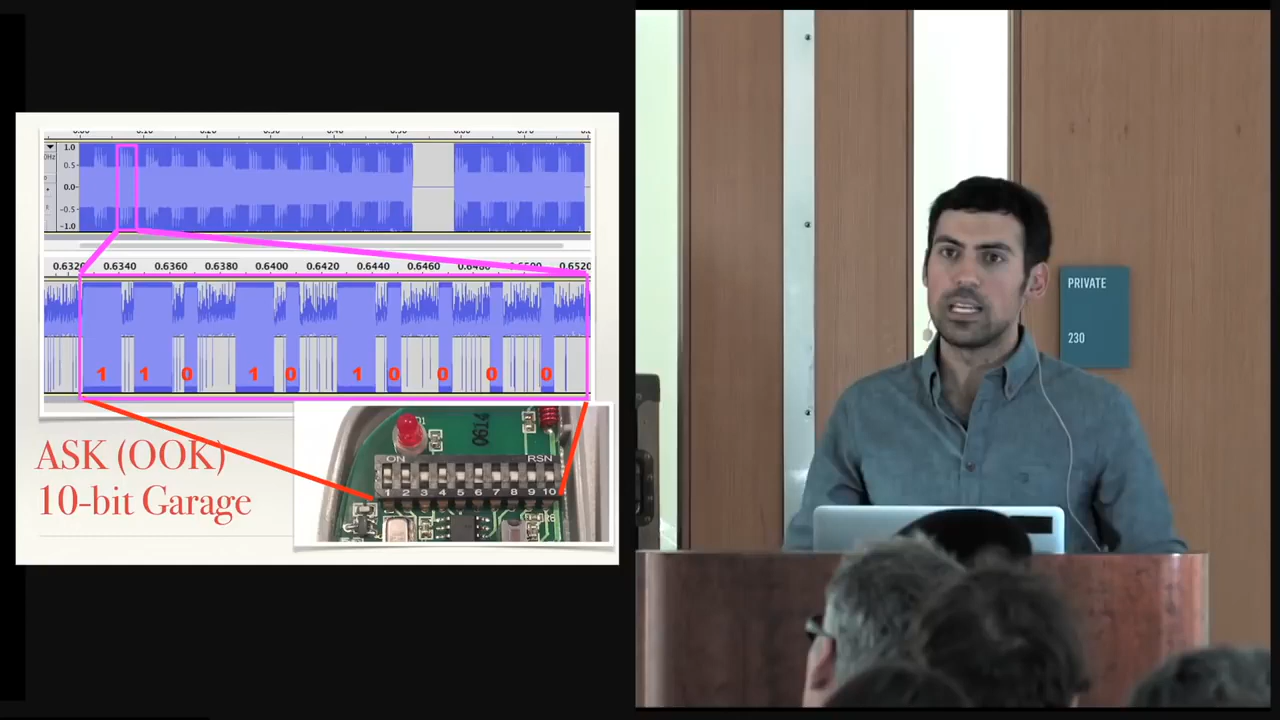 1.0
0.5
0.0
-0.5
-1.0
0.6320 0.6340 0.6360 0.6380 0.6400 0.6420 0.6440 0.6460 0.6480 0.6520
1 1 0 1 0 1 0 0 0 0
ASK (OOK)
10-bit Garage
0614
ON RSN
1 2 3 4 5 6 7 8 9 10
PRIVATE
230